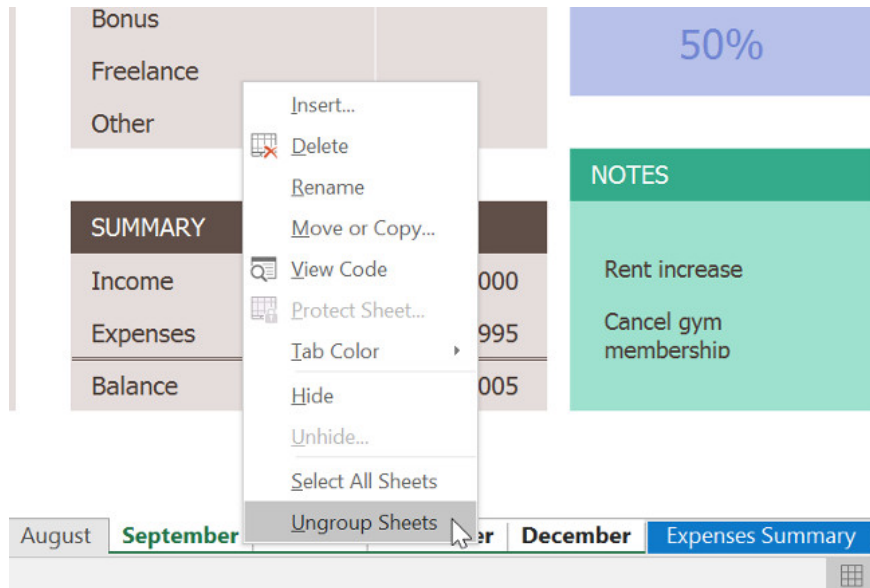 Bonus
Freelance
Other
50%
Insert...
Delete
Rename
Move or Copy...
View Code
Protect Sheet...
Tab Color
Hide
Unhide...
Select All Sheets
Ungroup Sheets
SUMMARY
Income 000
Expenses 995
Balance 005
NOTES
Rent increase
Cancel gym
membership
August September er December Expenses Summary